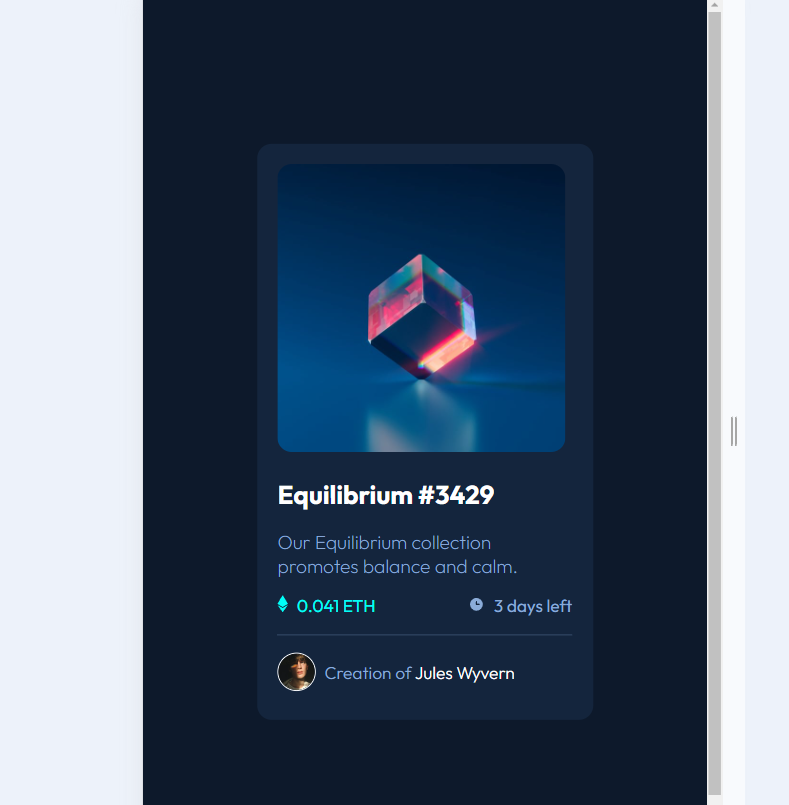 Equilibrium #3429
Our Equilibrium collection
promotes balance and calm.
0.041 ETH 3 days left
Creation of Jules Wyvern